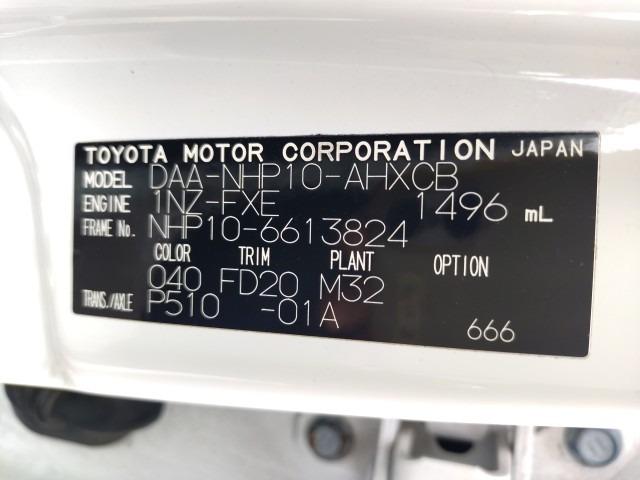 TOYOTA MOTOR CORPORATION JAPAN
MODEL DAA-NHP10-AHXCB
ENGINE 1NZ-FXE 1496 mL
FRAME No. NHP10-6613824
COLOR TRIM PLANT OPTION
040 FD20 M32
TRANS./AXLE P510 -01A
666